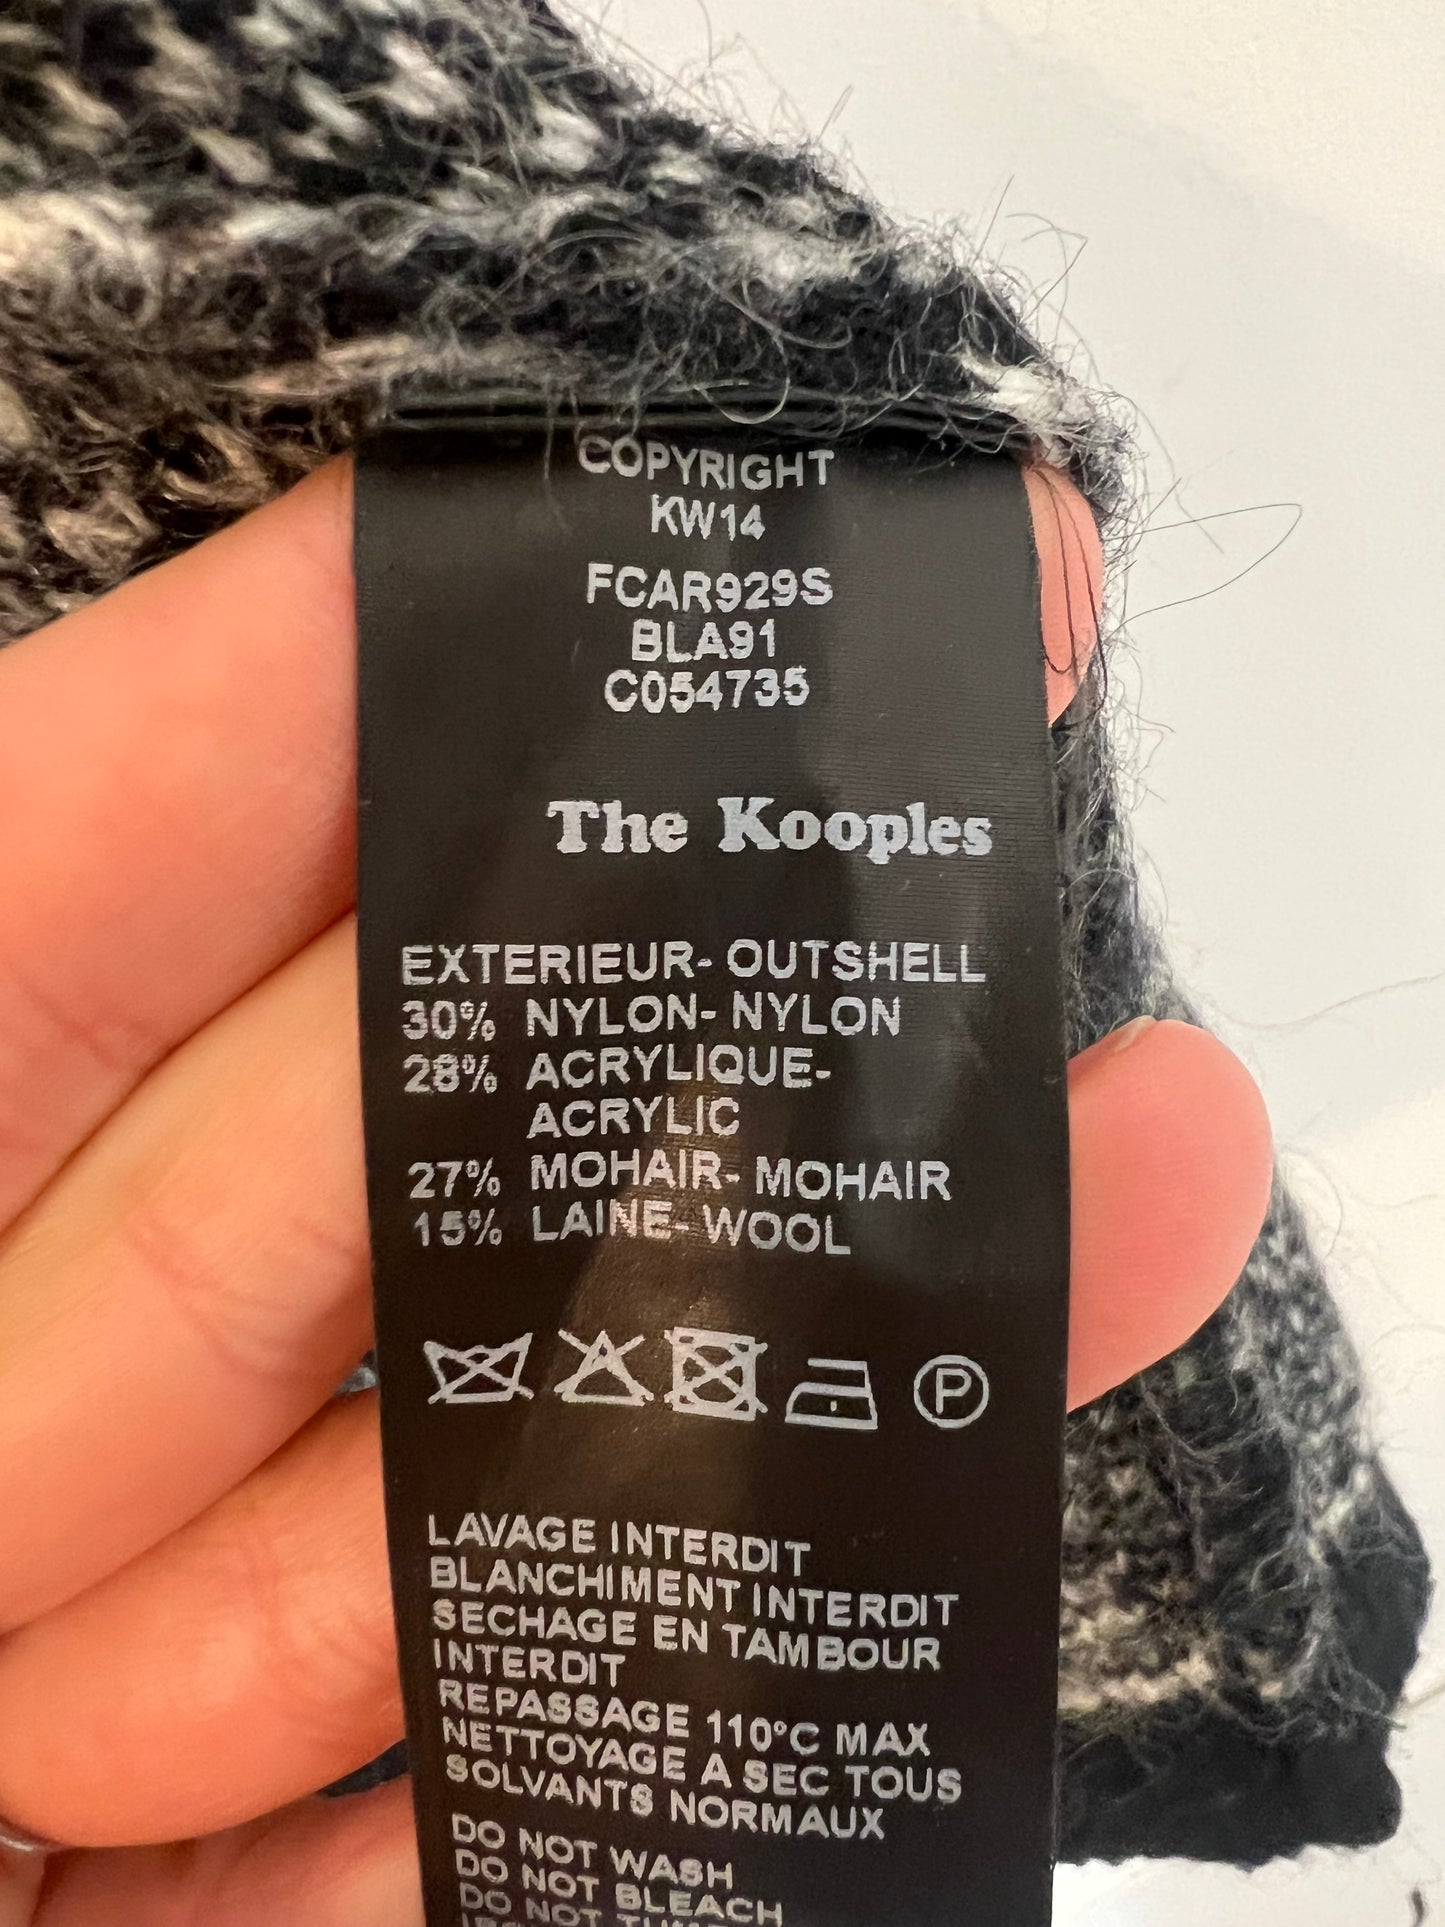 COPYRIGHT
KW14
FCAR929S
BLA91
C054735
The Kooples
EXTERIEUR- OUTSHELL
30% NYLON- NYLON
28% ACRYLIQUE-
ACRYLIC
27% MOHAIR- MOHAIR
15% LAINE- WOOL
P
LAVAGE INTERDIT
BLANCHIMENT INTERDIT
SECHAGE EN TAMBOUR
INTERDIT
REPASSAGE 110°C MAX
NETTOYAGE A SEC TOUS
SOLVANTS NORMAUX
DO NOT WASH
DO NOT BLEACH
DO NOT